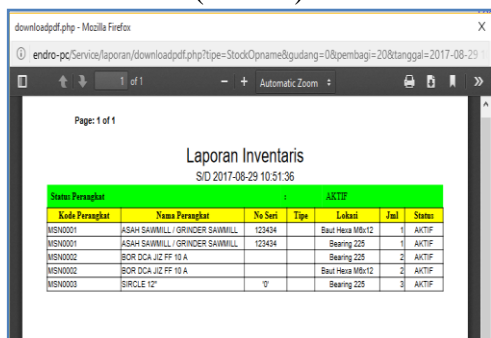 downloadpdf.php - Mozilla Firefox X
endro-pc/Service/laporan/downloadpdf.php?tipe=StockOpname&gudang=0&pembagi=20&tanggal=2017-08-29 1
1 of 1 - + Automatic Zoom
Page: 1 of 1
Laporan Inventaris
S/D 2017-08-29 10:51:36
Status Perangkat : AKTIF
Kode Perangkat Nama Perangkat No Seri Tipe Lokasi Jml Status
MSN0001 ASAH SAWMILL / GRINDER SAWMILL 123434 Baut Hexa M6x12 1 AKTIF
MSN0001 ASAH SAWMILL / GRINDER SAWMILL 123434 Bearing 225 1 AKTIF
MSN0002 BOR DCA JIZ FF 10 A Bearing 225 2 AKTIF
MSN0002 BOR DCA JIZ FF 10 A Baut Hexa M6x12 2 AKTIF
MSN0003 SIRCLE 12" '0' Bearing 225 3 AKTIF